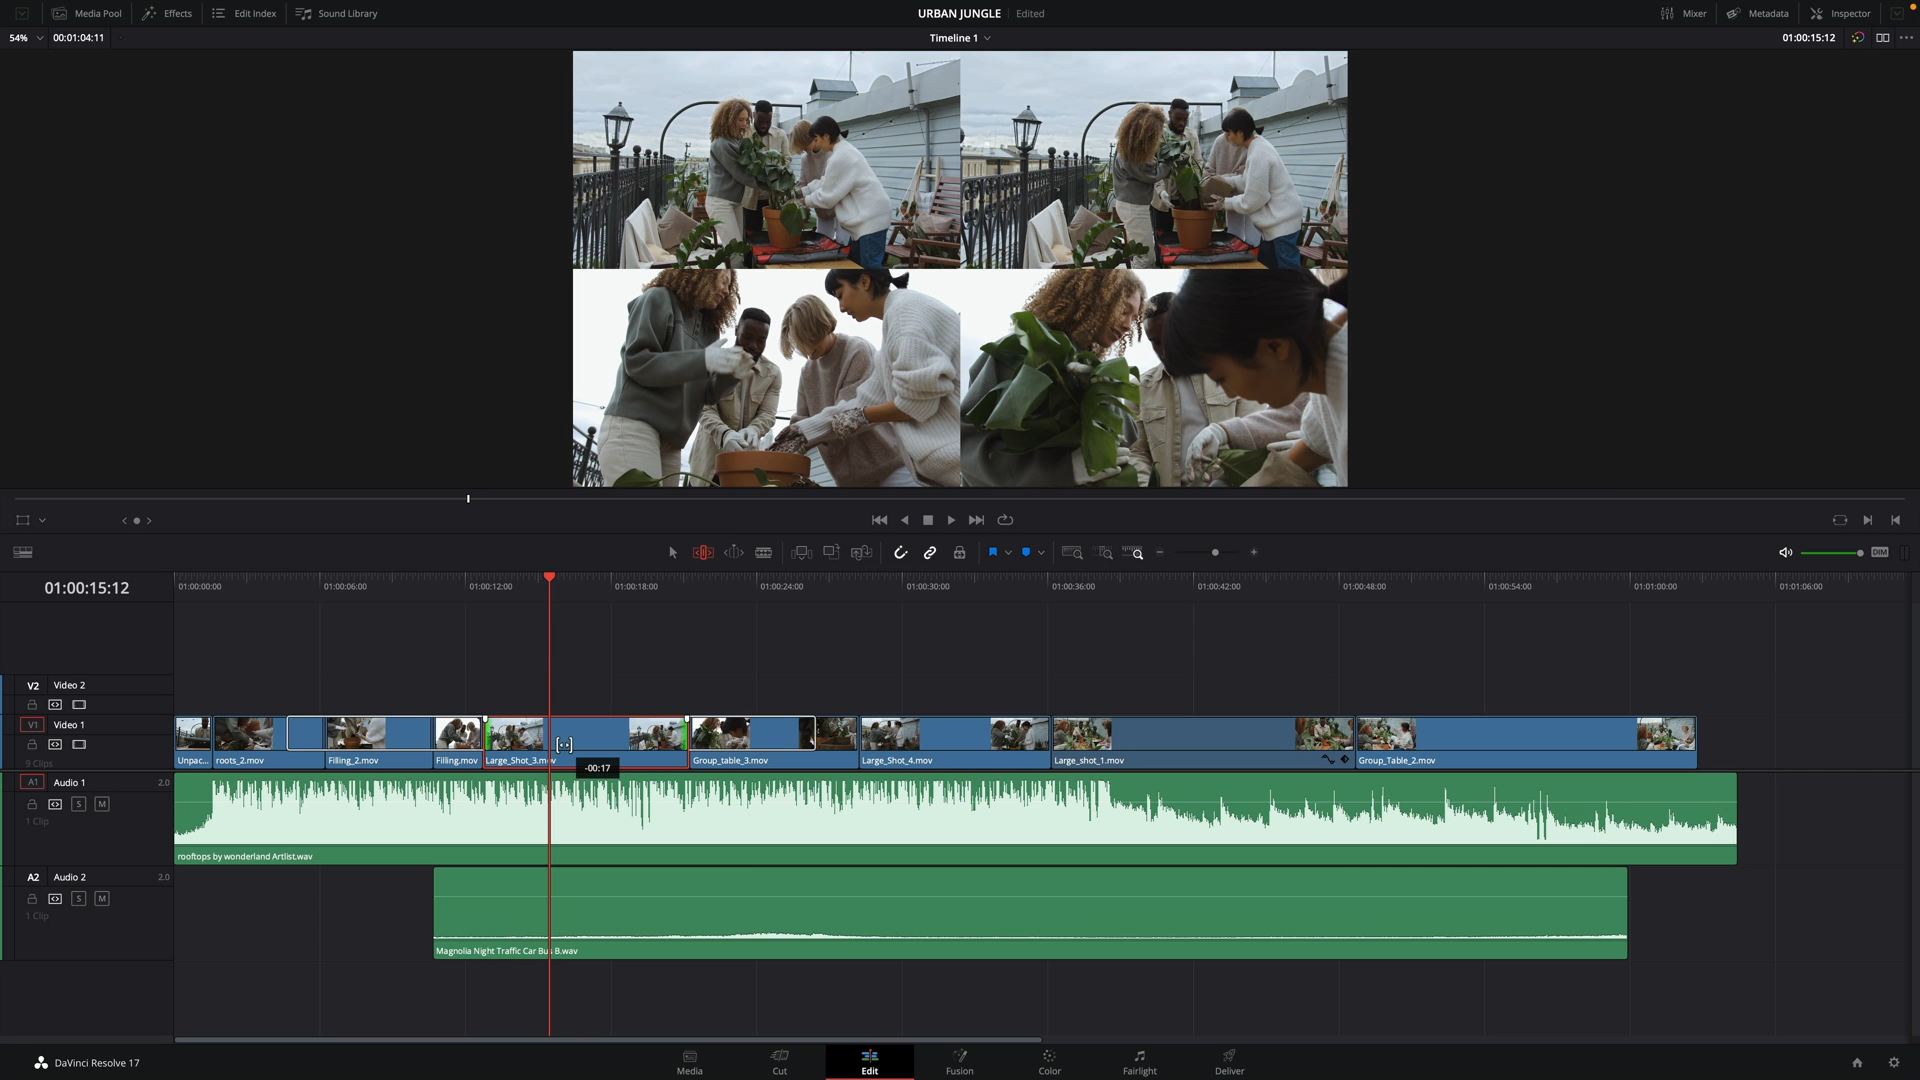 Media Pool Effects Edit Index Sound Library URBAN JUNGLE Edited Mixer Metadata Inspector
54% 00:01:04:11 Timeline 1 01:00:15:12
DIM
01:00:15:12 01:00:00:00 01:00:06:00 01:00:12:00 01:00:18:00 01:00:24:00 01:00:30:00 01:00:36:00 01:00:42:00 01:00:48:00 01:00:54:00 01:01:00:00 01:01:06:00
V2 Video 2
V1 Video 1
9 Clips
Unpac... roots_2.mov Filling_2.mov Filling.mov Large_Shot_3.mov Group_table_3.mov Large_Shot_4.mov Large_shot_1.mov Group_Table_2.mov
-00:17
A1 Audio 1 2.0
S M
1 Clip
rooftops by wonderland Artlist.wav
A2 Audio 2 2.0
S M
1 Clip
Magnolia Night Traffic Car Bus B.wav
DaVinci Resolve 17 Media Cut Edit Fusion Color Fairlight Deliver